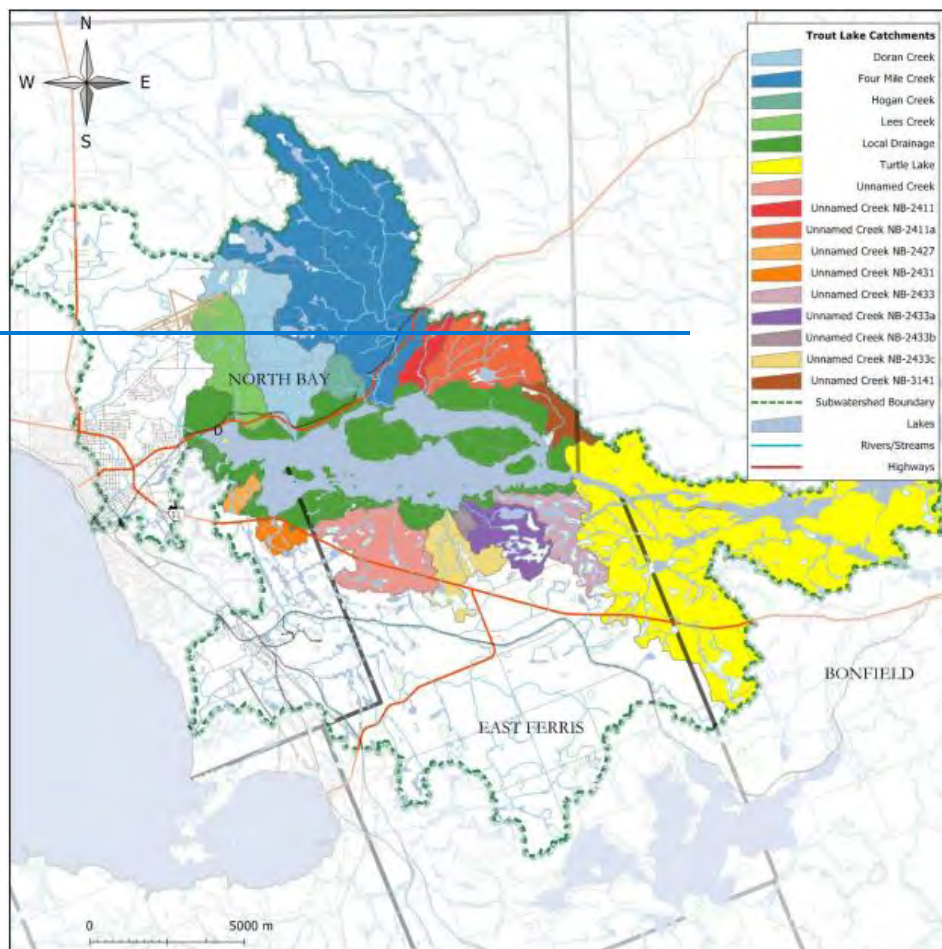 N
W E
S
Trout Lake Catchments
Doran Creek
Four Mile Creek
Hogan Creek
Lees Creek
Local Drainage
Turtle Lake
Unnamed Creek
Unnamed Creek NB-2411
Unnamed Creek NB-2411a
Unnamed Creek NB-2427
Unnamed Creek NB-2431
Unnamed Creek NB-2433
Unnamed Creek NB-2433a
Unnamed Creek NB-2433b
Unnamed Creek NB-2433c
Unnamed Creek NB-3141
Subwatershed Boundary
Lakes
Rivers/Streams
Highways
NORTH BAY
D
BONFIELD
EAST FERRIS
0 5000 m